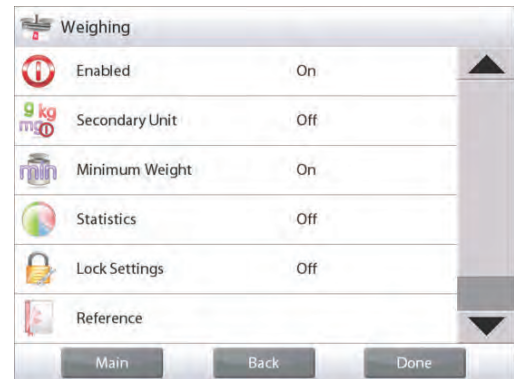 Weighing
Enabled On
g kg
mg
Secondary Unit Off
min
Minimum Weight On
Statistics Off
Lock Settings Off
Reference
Main Back Done